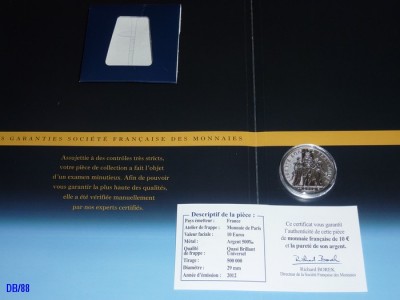 S GARANTIES SOCIÉTÉ FRANÇAISE DES MONNAIES
Assujettie à des contrôles très stricts,
votre pièce de collection a fait l'objet
d'un examen minutieux. Afin de pouvoir
vous garantir la plus haute des qualités,
elle a été vérifiée manuellement
par nos experts certifiés.
Descriptif de la pièce :
Pays émetteur : France
Atelier de frappe : Monnaie de Paris
Valeur faciale : 10 Euros
Métal : Argent 500‰
Qualité de frappe : Quasi Brillant Universel
Tirage : 500 000
Diamètre : 29 mm
Année d'émission : 2012
Ce certificat vous garantit
l'authenticité de cette pièce
de monnaie française de 10 €
et la pureté de son argent.
Richard BOREK
Directeur de la Société Française des Monnaies
DB/88